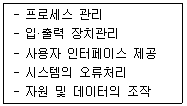 - 프로세스 관리
- 입·출력 장치관리
- 사용자 인터페이스 제공
- 시스템의 오류처리
- 자원 및 데이터의 조작